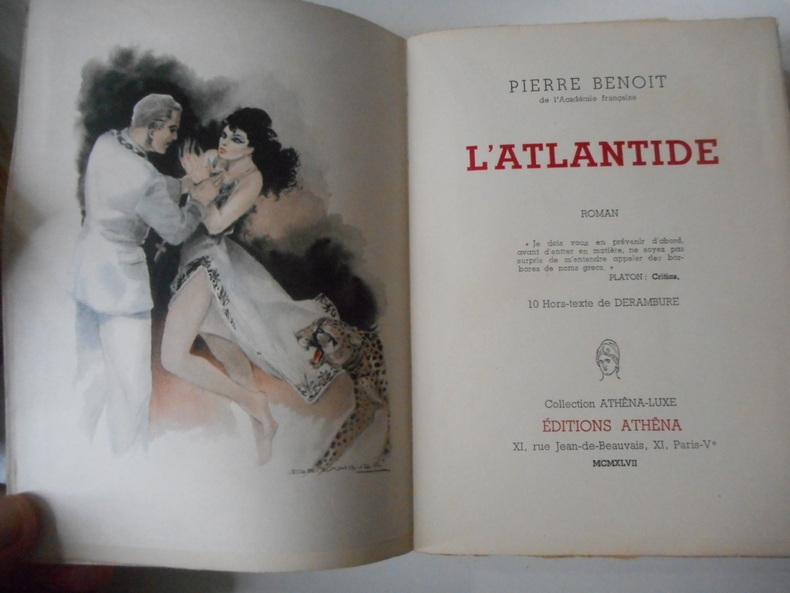 PIERRE BENOIT
de l'Académie française
L'ATLANTIDE
ROMAN
« Je dois vous en prévenir d'abord,
avant d'entrer en matière, ne soyez pas
surpris de m'entendre appeler des bar-
bares de noms grecs. »
PLATON : Critias.
10 Hors-texte de DERAMBURE
Collection ATHÊNA-LUXE
ÉDITIONS ATHÊNA
XI, rue Jean-de-Beauvais, XI, Paris-Ve
MCMXLVII